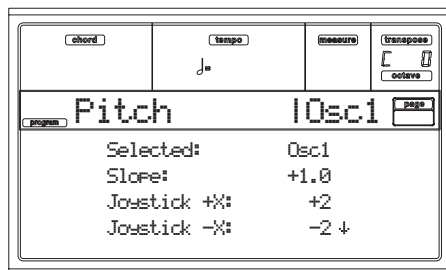 chord tempo measure transpose
♩= C 0
octave
program Pitch |Osc1 page
Selected: Osc1
Slope: +1.0
Joystick +X: +2
Joystick -X: -2 ↓